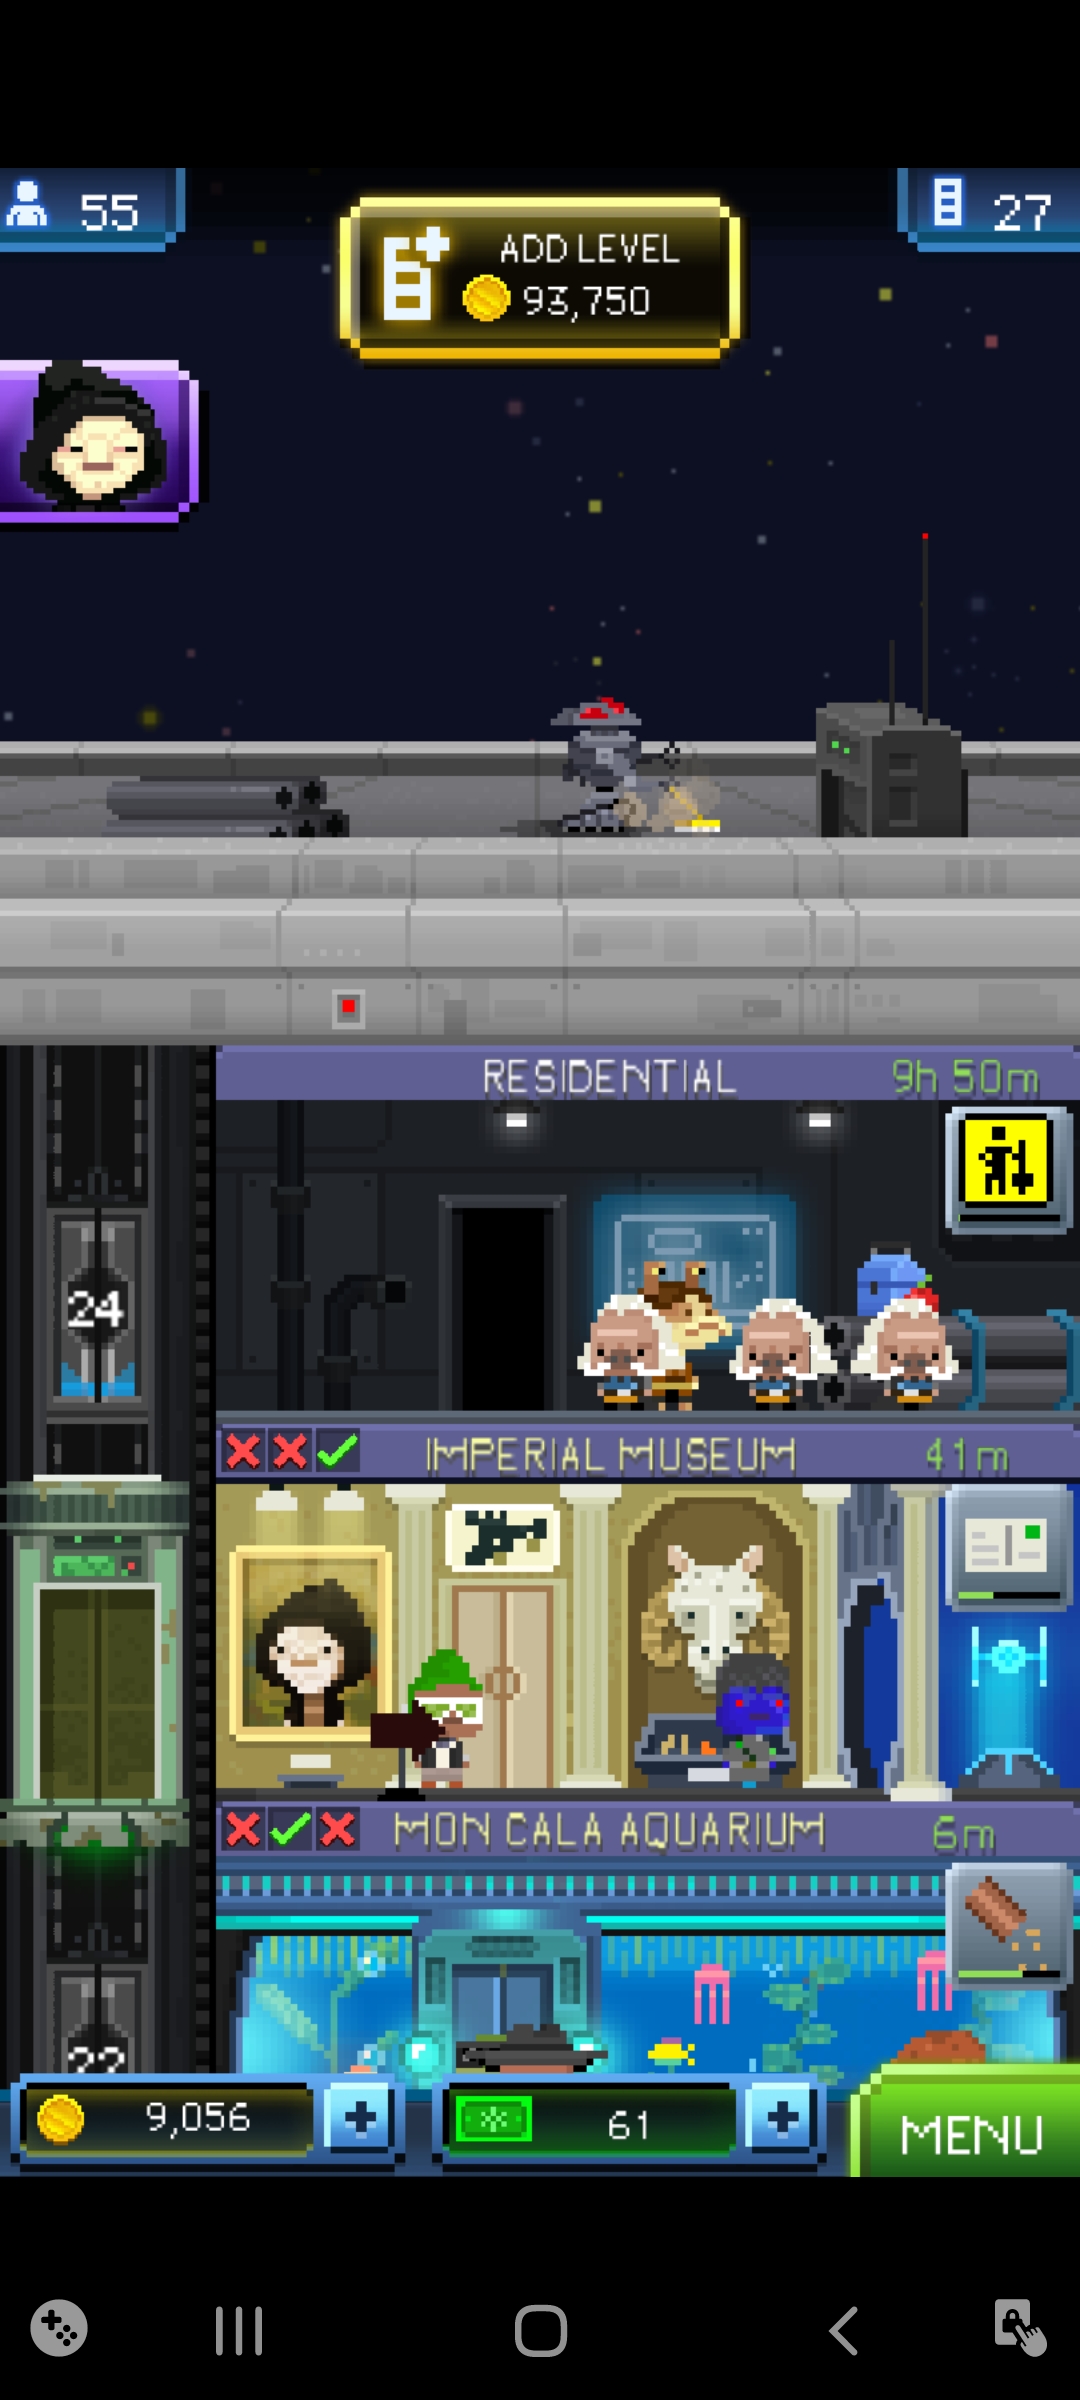 55
ADD LEVEL
93,750
27
RESIDENTIAL 9h 50m
24
IMPERIAL MUSEUM 41m
MON CALA AQUARIUM 6m
22
9,056
61
MENU